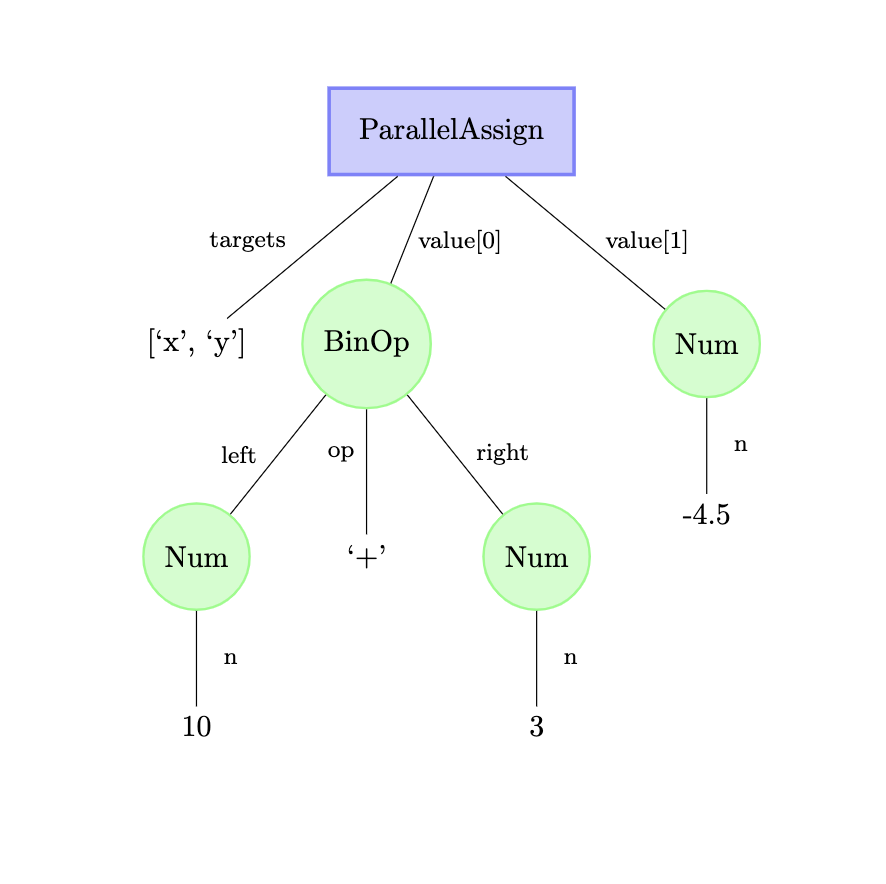 ParallelAssign
targets
value[0]
value[1]
[‘x’, ‘y’]
BinOp
Num
left
op
right
n
-4.5
Num
‘+’
Num
n
n
10
3